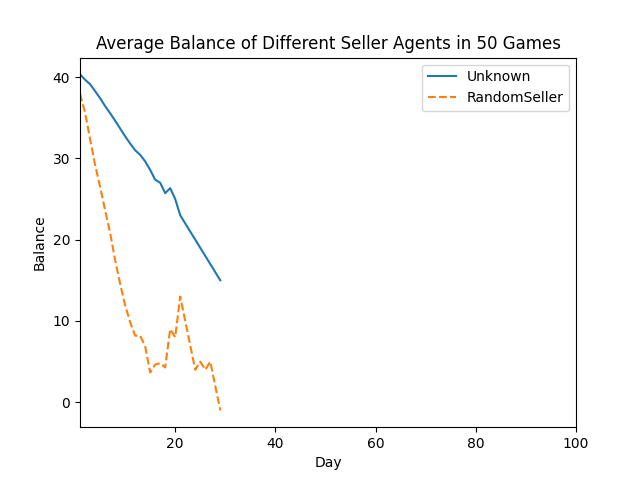 Average Balance of Different Seller Agents in 50 Games
Unknown
RandomSeller
40
30
20
10
0
Balance
20 40 60 80 100
Day